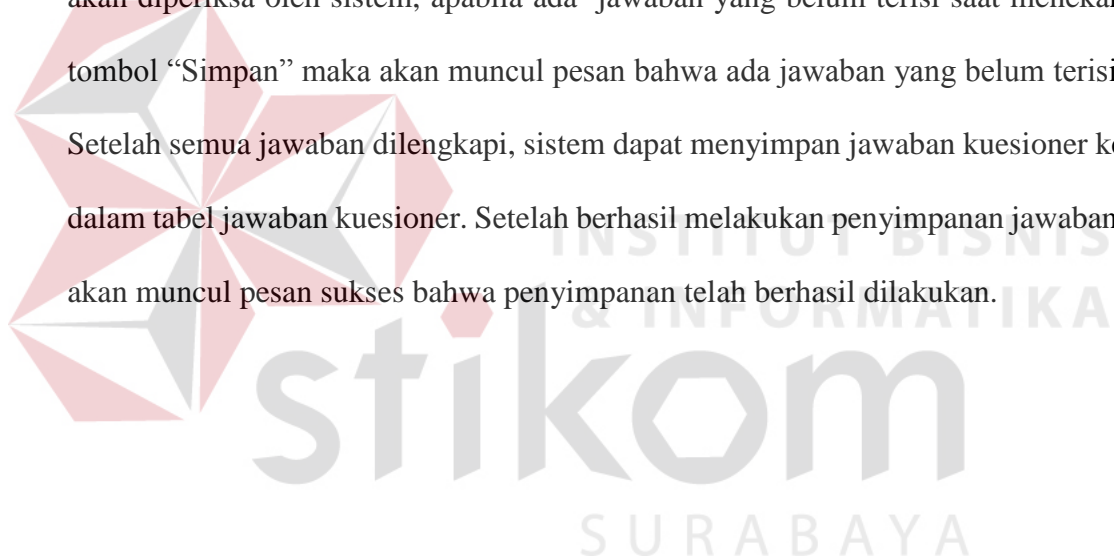 akan diperiksa oleh sistem, apabila ada jawaban yang belum terisi saat menekan
tombol “Simpan” maka akan muncul pesan bahwa ada jawaban yang belum terisi
Setelah semua jawaban dilengkapi, sistem dapat menyimpan jawaban kuesioner ke
dalam tabel jawaban kuesioner. Setelah berhasil melakukan penyimpanan jawaban
akan muncul pesan sukses bahwa penyimpanan telah berhasil dilakukan.
INSTITUT BISNIS
& INFORMATIKA
stikom
SURABAYA